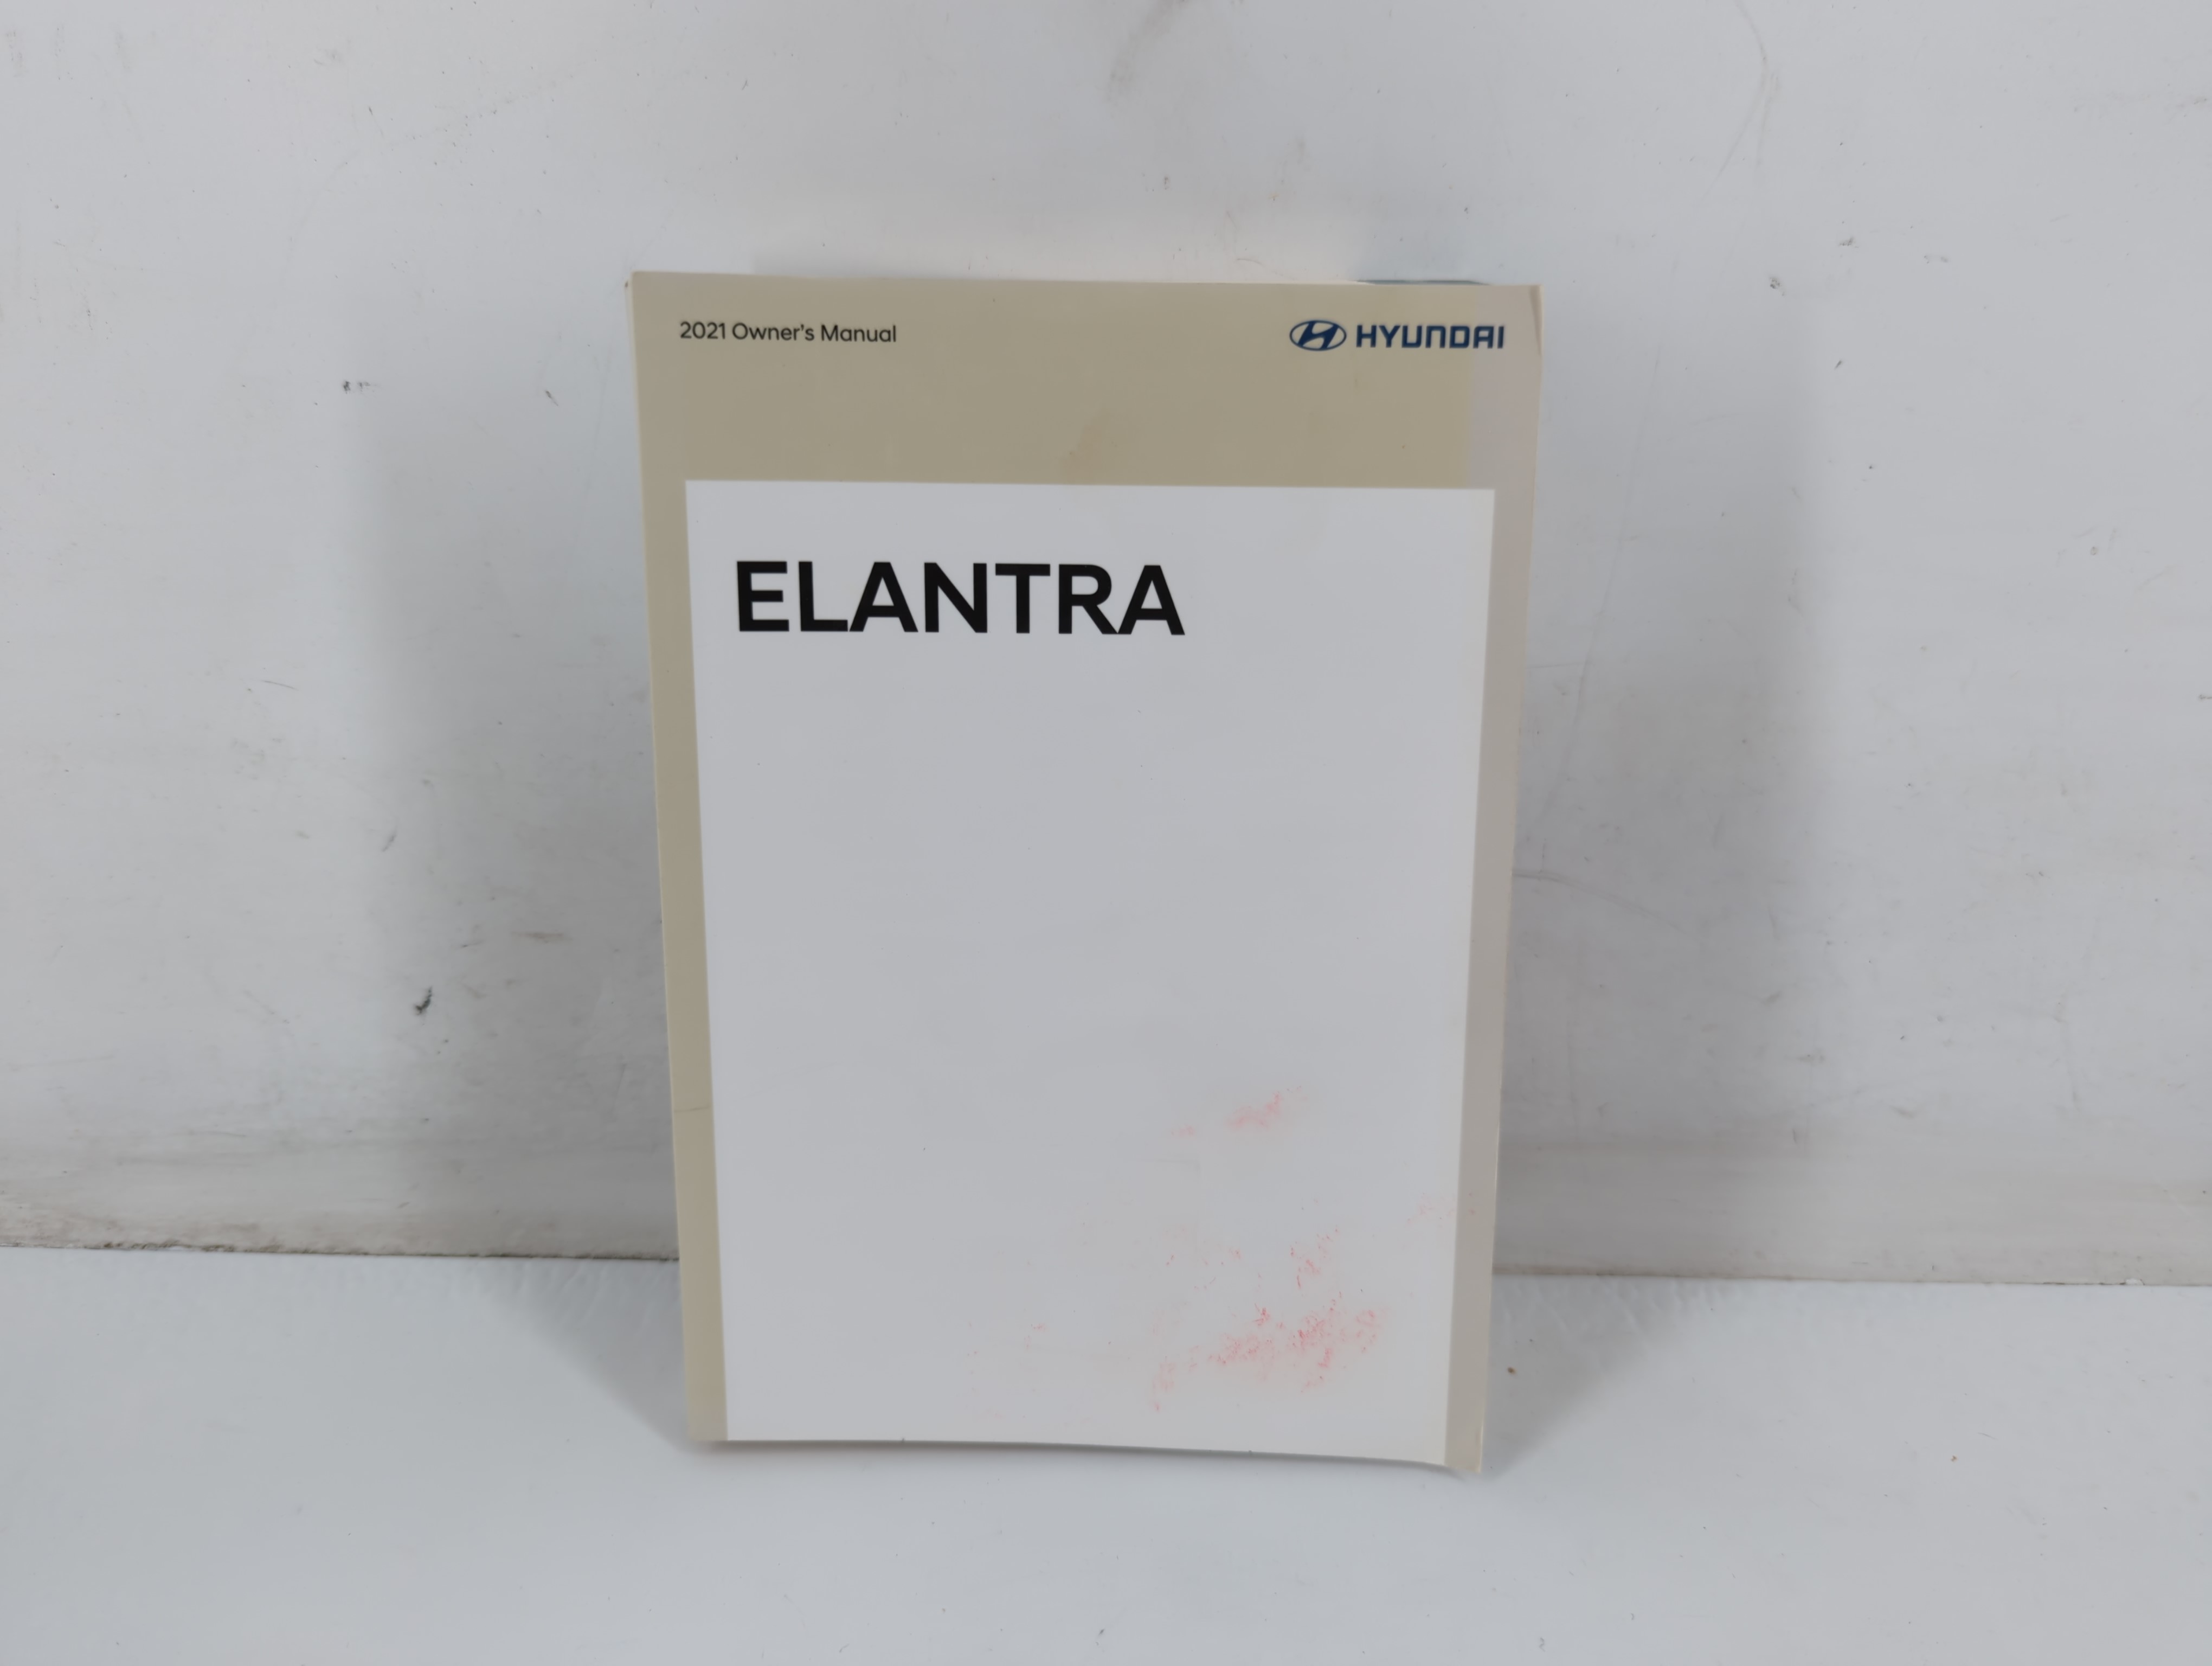 2021 Owner's Manual
HYUNDAI
ELANTRA